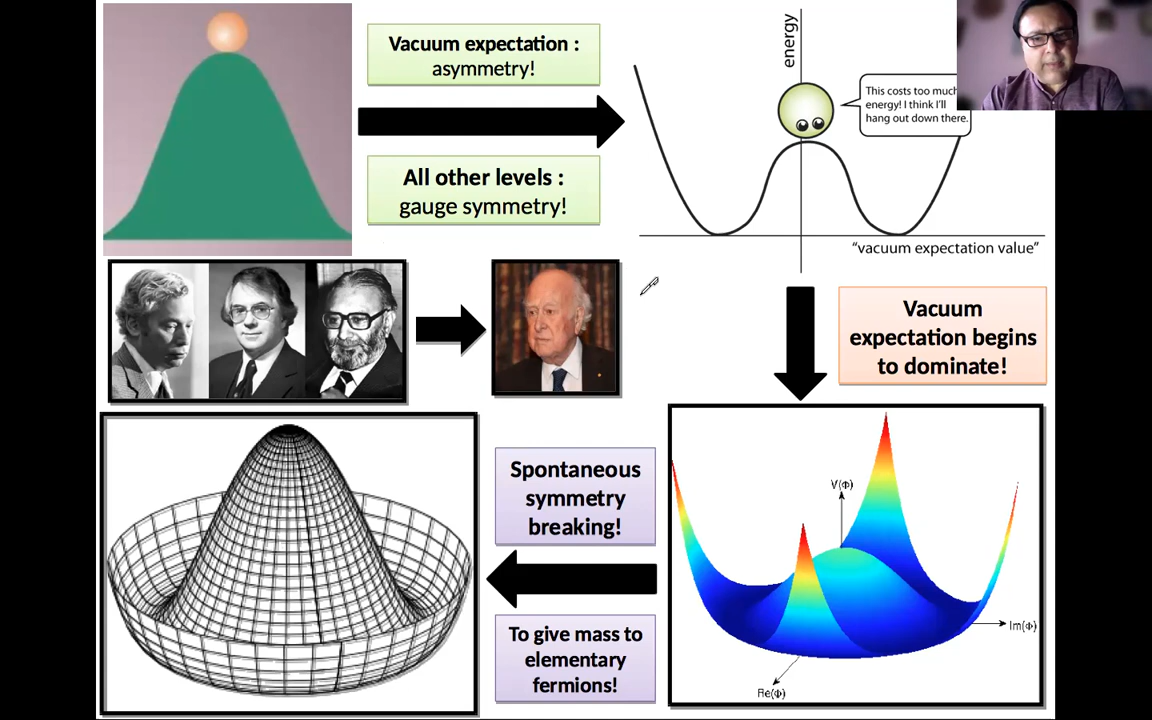 Vacuum expectation :
asymmetry!
All other levels :
gauge symmetry!
energy
This costs too much
energy! I think I'll
hang out down there.
"vacuum expectation value"
Vacuum
expectation begins
to dominate!
V(Φ)
Im(Φ)
Re(Φ)
Spontaneous
symmetry
breaking!
To give mass to
elementary
fermions!